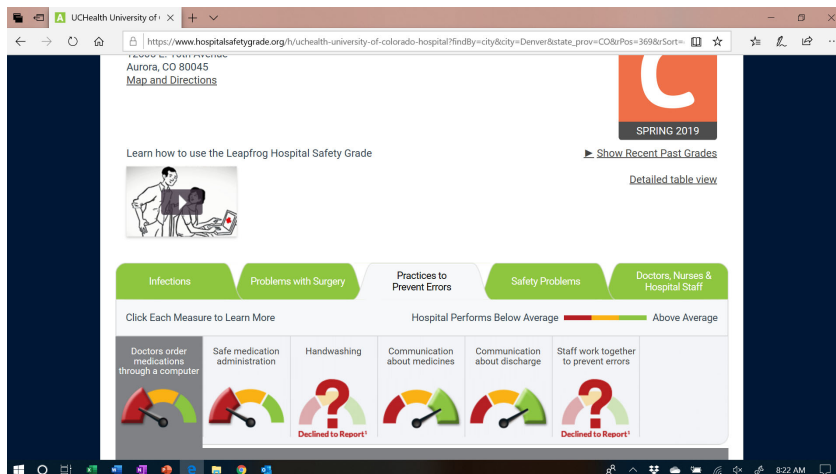 UCHealth University of
https://www.hospitalsafetygrade.org/h/uchealth-university-of-colorado-hospital?findBy=city&city=Denver&state_prov=CO&rPos=369&rSort=
Aurora, CO 80045
Map and Directions
C
SPRING 2019
Learn how to use the Leapfrog Hospital Safety Grade
► Show Recent Past Grades
Detailed table view
Infections
Problems with Surgery
Practices to
Prevent Errors
Safety Problems
Doctors, Nurses &
Hospital Staff
Click Each Measure to Learn More
Hospital Performs Below Average
Above Average
Doctors order
medications
through a computer
Safe medication
administration
Handwashing
Declined to Report¹
Communication
about medicines
Communication
about discharge
Staff work together
to prevent errors
Declined to Report¹
8:22 AM